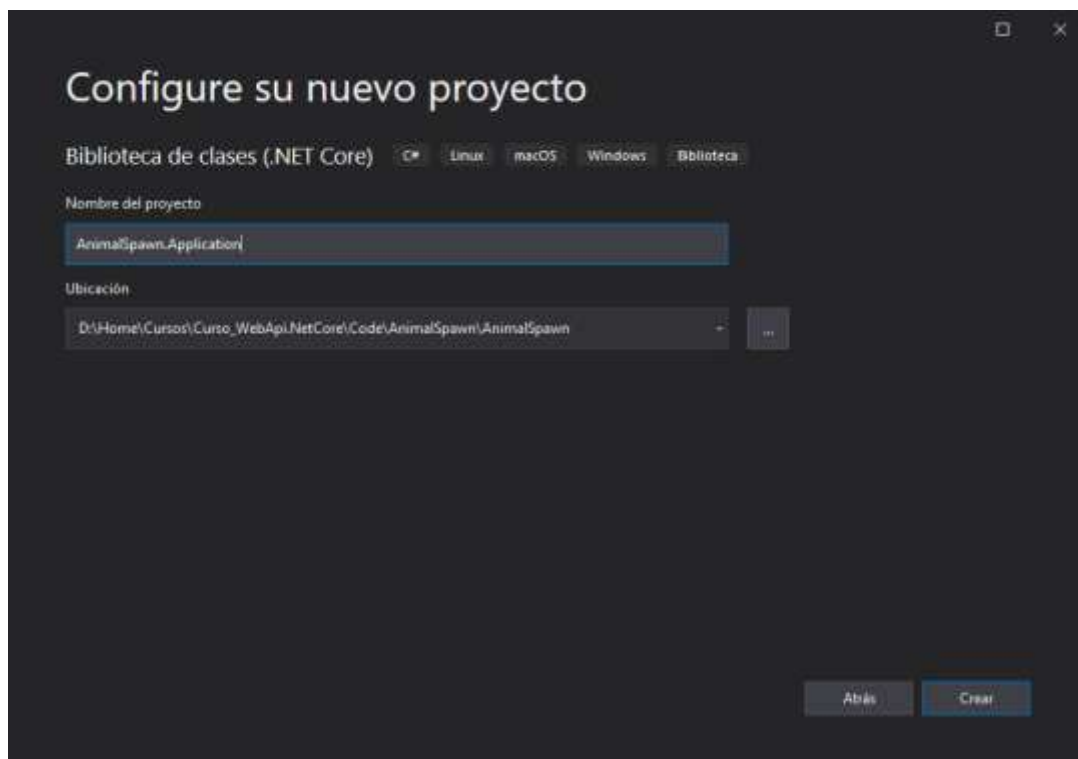 Configure su nuevo proyecto
Biblioteca de clases (.NET Core) C# Linux macOS Windows Biblioteca
Nombre del proyecto
AnimalSpawn.Application
Ubicación
D:\Home\Cursos\Curso_WebApi.NetCore\Code\AnimalSpawn\AnimalSpawn ...
Atrás Crear